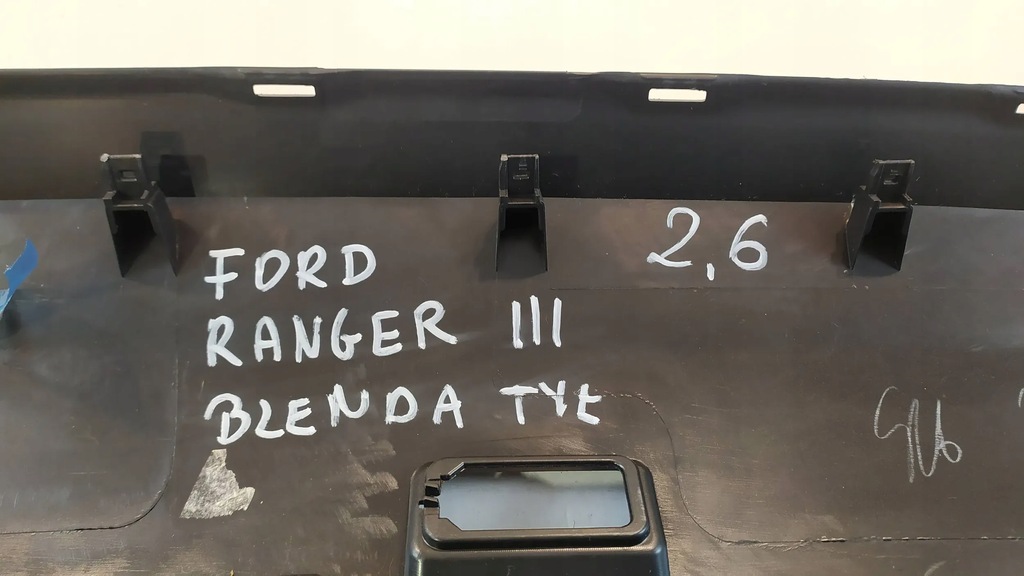 FORD
2,6
RANGER III
BLENDA TYŁ